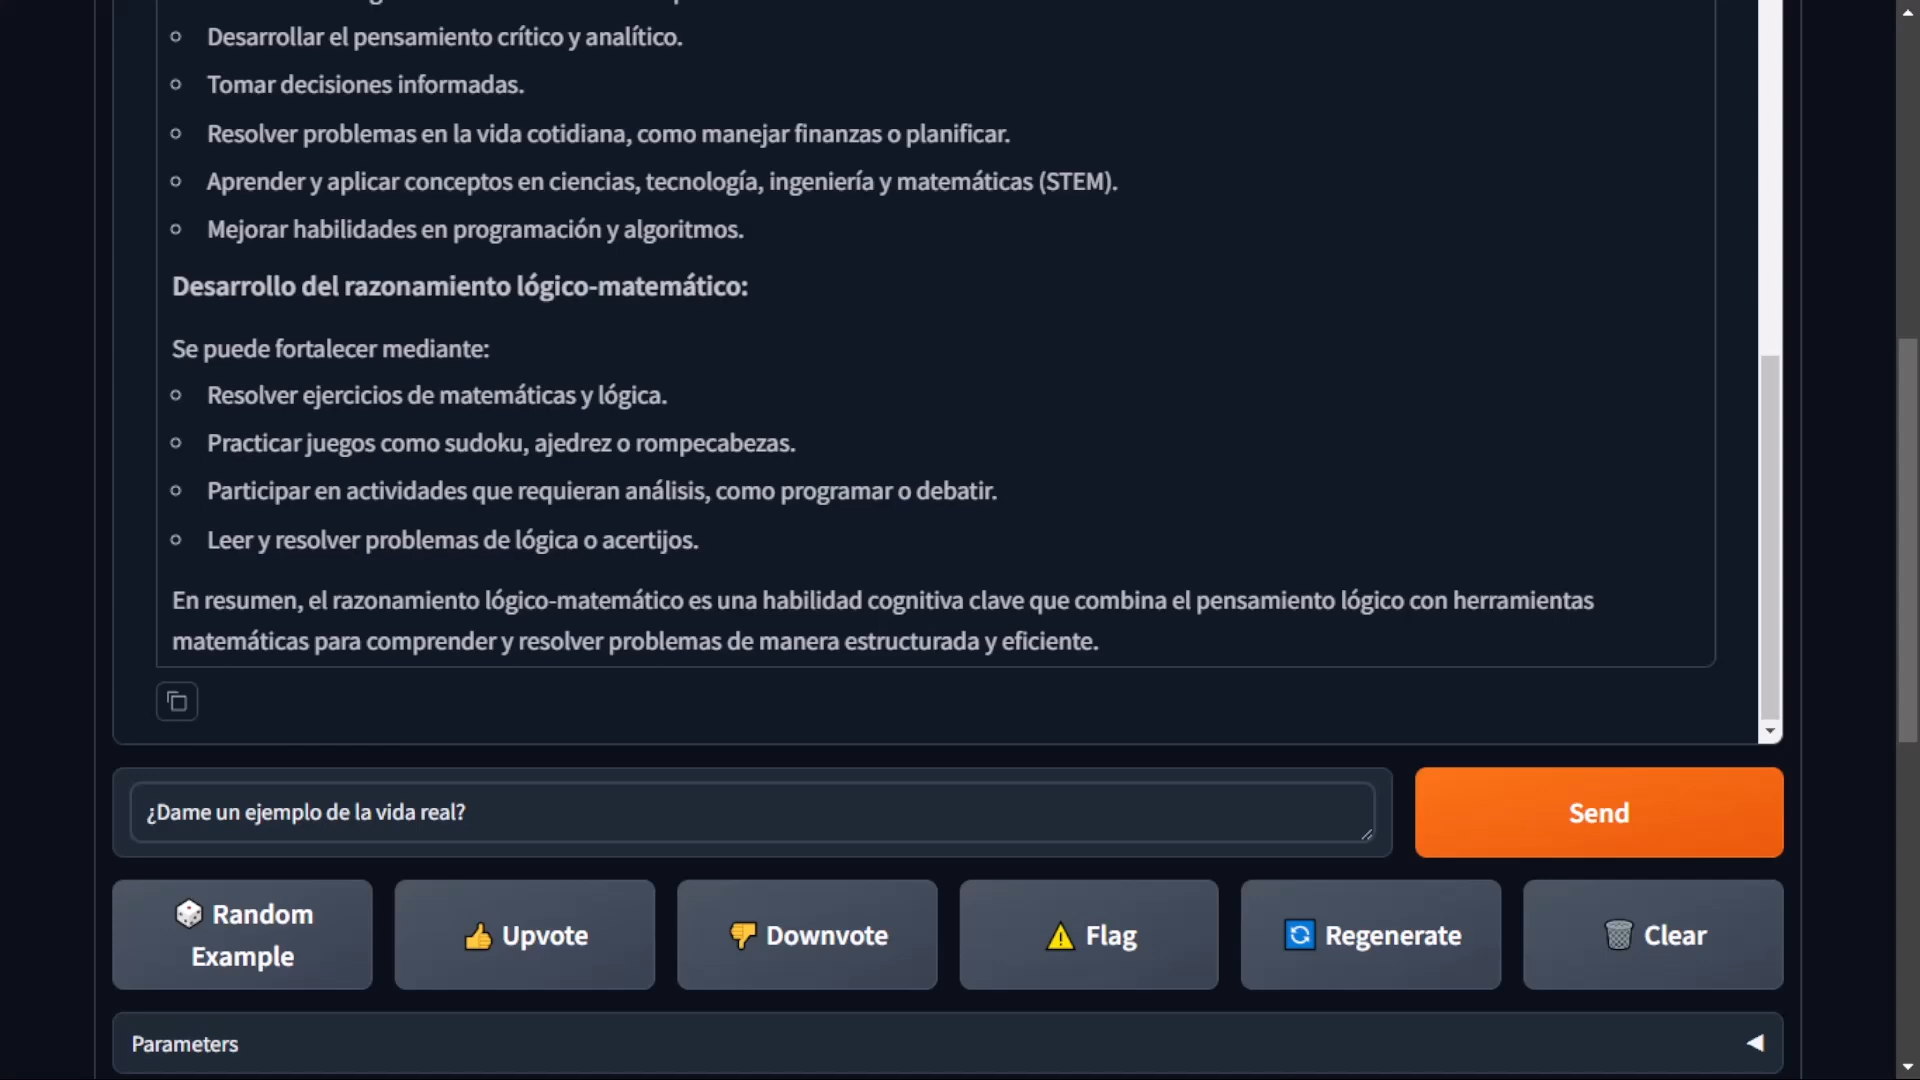 Desarrollar el pensamiento crítico y analítico.
Tomar decisiones informadas.
Resolver problemas en la vida cotidiana, como manejar finanzas o planificar.
Aprender y aplicar conceptos en ciencias, tecnología, ingeniería y matemáticas (STEM).
Mejorar habilidades en programación y algoritmos.
Desarrollo del razonamiento lógico-matemático:
Se puede fortalecer mediante:
Resolver ejercicios de matemáticas y lógica.
Practicar juegos como sudoku, ajedrez o rompecabezas.
Participar en actividades que requieran análisis, como programar o debatir.
Leer y resolver problemas de lógica o acertijos.
En resumen, el razonamiento lógico-matemático es una habilidad cognitiva clave que combina el pensamiento lógico con herramientas
matemáticas para comprender y resolver problemas de manera estructurada y eficiente.
¿Dame un ejemplo de la vida real?
Send
Random
Example
Upvote
Downvote
Flag
Regenerate
Clear
Parameters